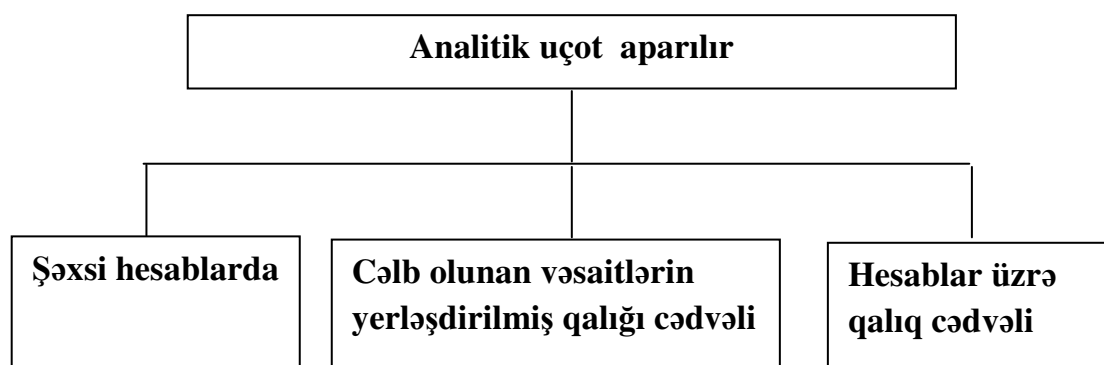 Analitik uçot aparılır
Şəxsi hesablarda
Cəlb olunan vəsaitlərin
yerləşdirilmiş qalığı cədvəli
Hesablar üzrə
qalıq cədvəli